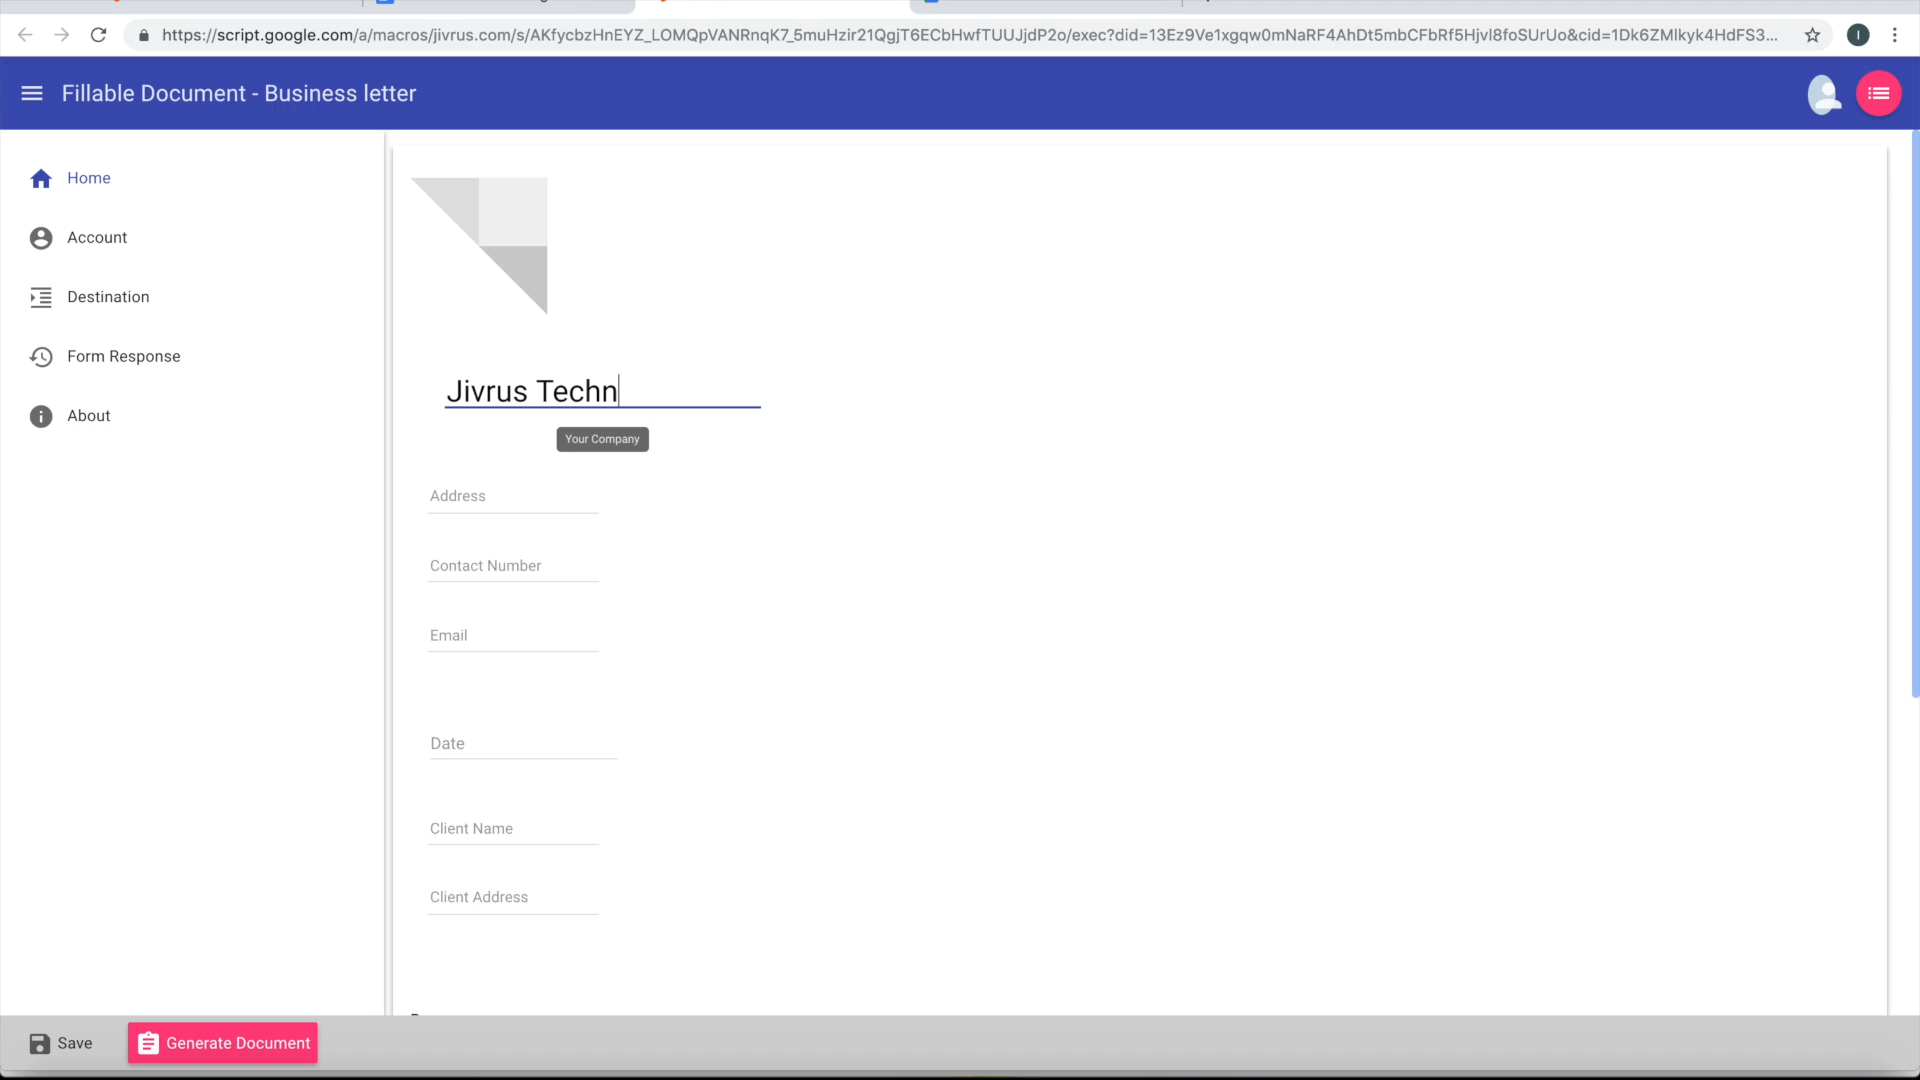 https://script.google.com/a/macros/jivrus.com/s/AKfycbzHnEYZ_LOMQpVANRnqK7_5muHzir21QgjT6ECbHwfTUUJjdP2o/exec?did=13Ez9Ve1xgqw0mNaRF4AhDt5mbCFbRf5Hjvl8foSUrUo&cid=1Dk6ZMlkyk4HdFS3...
I
Fillable Document - Business letter
Home
Account
Destination
Form Response
About
Jivrus Techn
Your Company
Address
Contact Number
Email
Date
Client Name
Client Address
Save
Generate Document